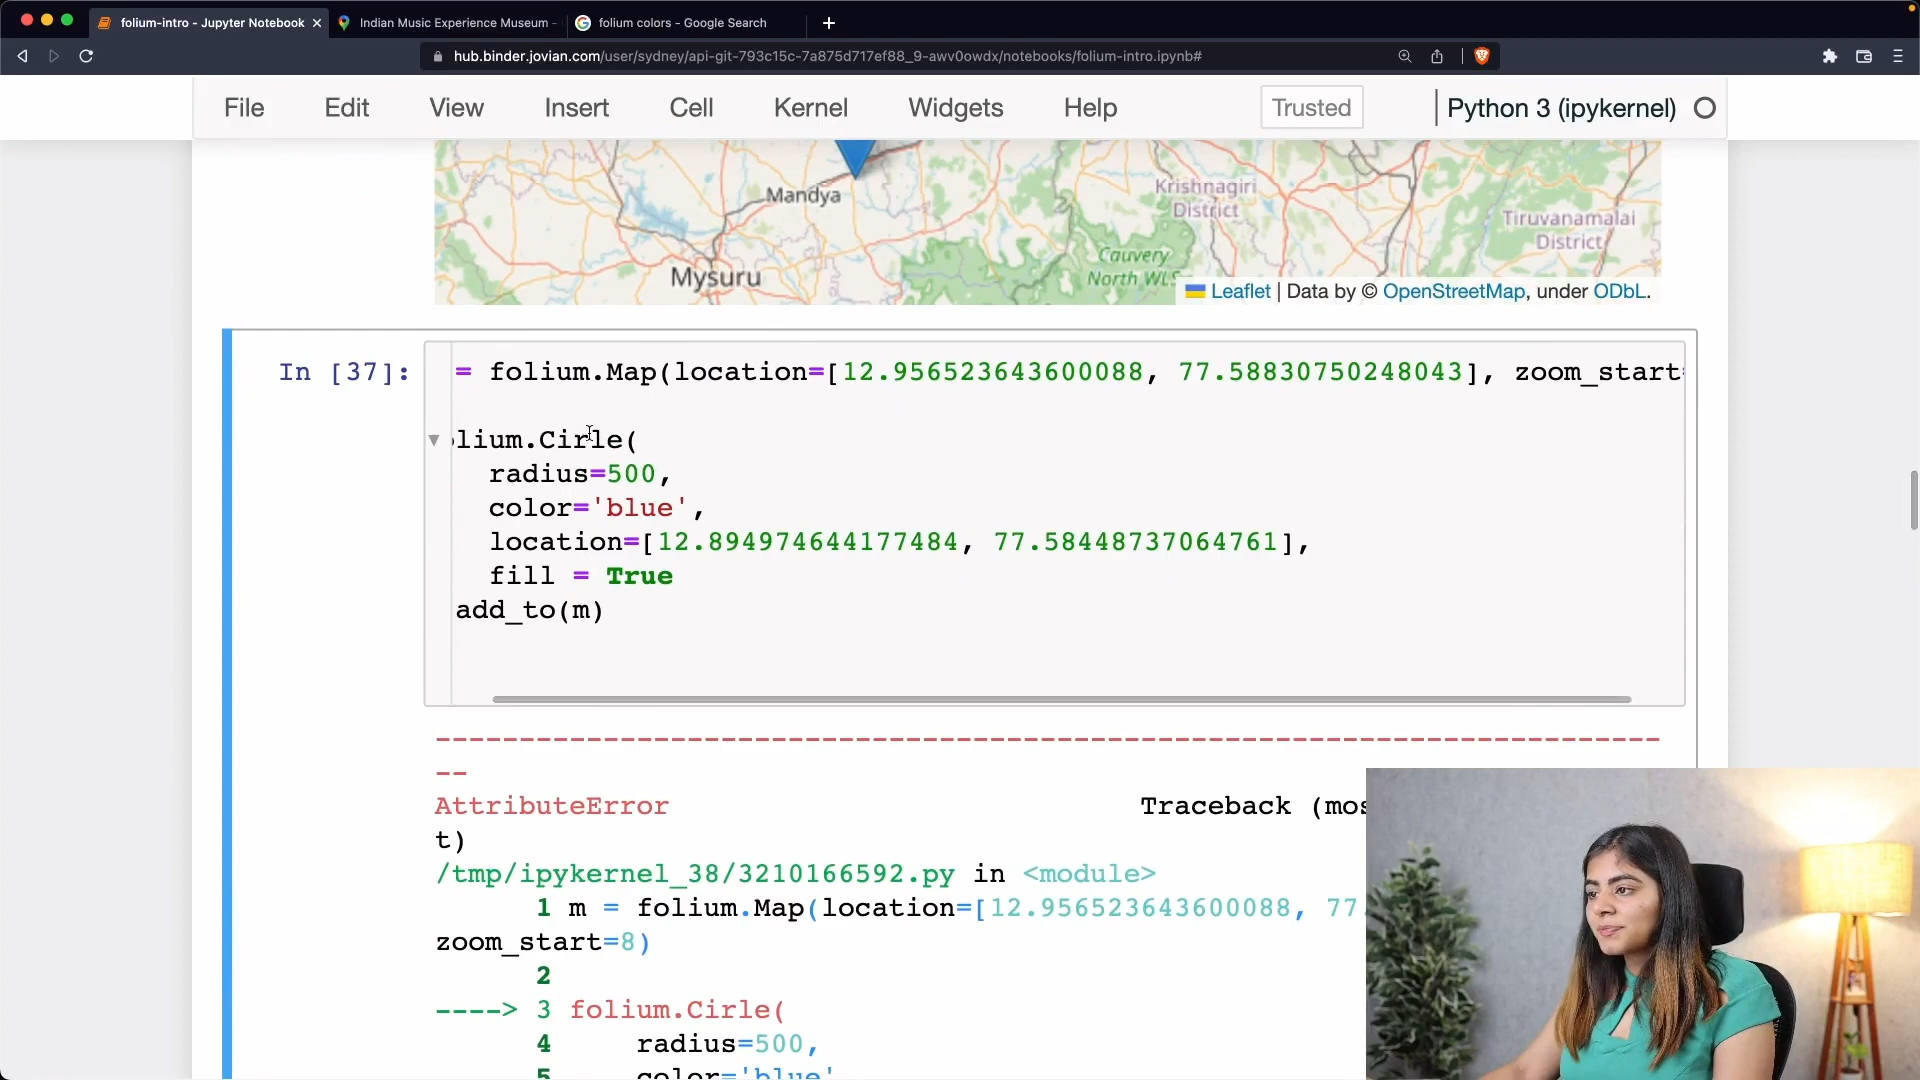 folium-intro - Jupyter Notebook
Indian Music Experience Museum -
folium colors - Google Search
hub.binder.jovian.com/user/sydney/api-git-793c15c-7a875d717ef88_9-awv0owdx/notebooks/folium-intro.ipynb#
File Edit View Insert Cell Kernel Widgets Help Trusted Python 3 (ipykernel)
Mandya
Krishnagiri
District
Tiruvanamalai
District
Cauvery
North WLS
Mysuru
Leaflet | Data by © OpenStreetMap, under ODbL.
In [37]:
= folium.Map(location=[12.956523643600088, 77.58830750248043], zoom_start=
olium.Cirle(
radius=500,
color='blue',
location=[12.894974644177484, 77.58448737064761],
fill = True
add_to(m)
--------------------------------------------------------------------------
--
AttributeError Traceback (mos
t)
/tmp/ipykernel_38/3210166592.py in <module>
1 m = folium.Map(location=[12.956523643600088, 77.
zoom_start=8)
2
----> 3 folium.Cirle(
4 radius=500,
5 color='blue'